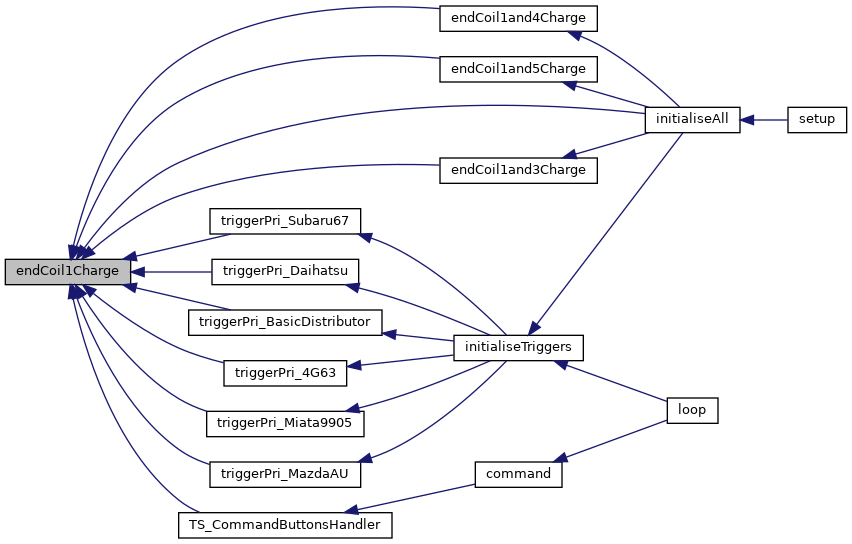 endCoil1and4Charge
endCoil1and5Charge
initialiseAll
setup
endCoil1and3Charge
triggerPri_Subaru67
endCoil1Charge
triggerPri_Daihatsu
triggerPri_BasicDistributor
initialiseTriggers
triggerPri_4G63
loop
triggerPri_Miata9905
triggerPri_MazdaAU
command
TS_CommandButtonsHandler